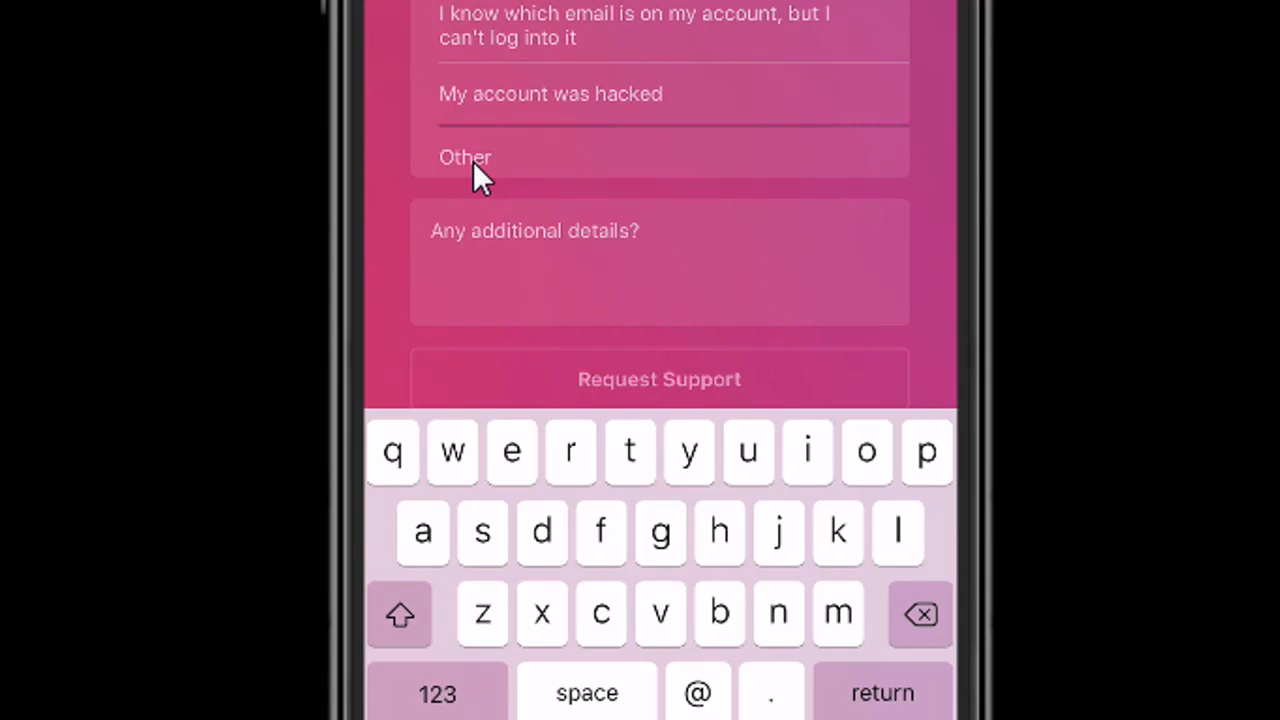 I know which email is on my account, but I
can't log into it
My account was hacked
Other
Any additional details?
Request Support
q w e r t y u i o p
a s d f g h j k l
z x c v b n m
123 space @ . return